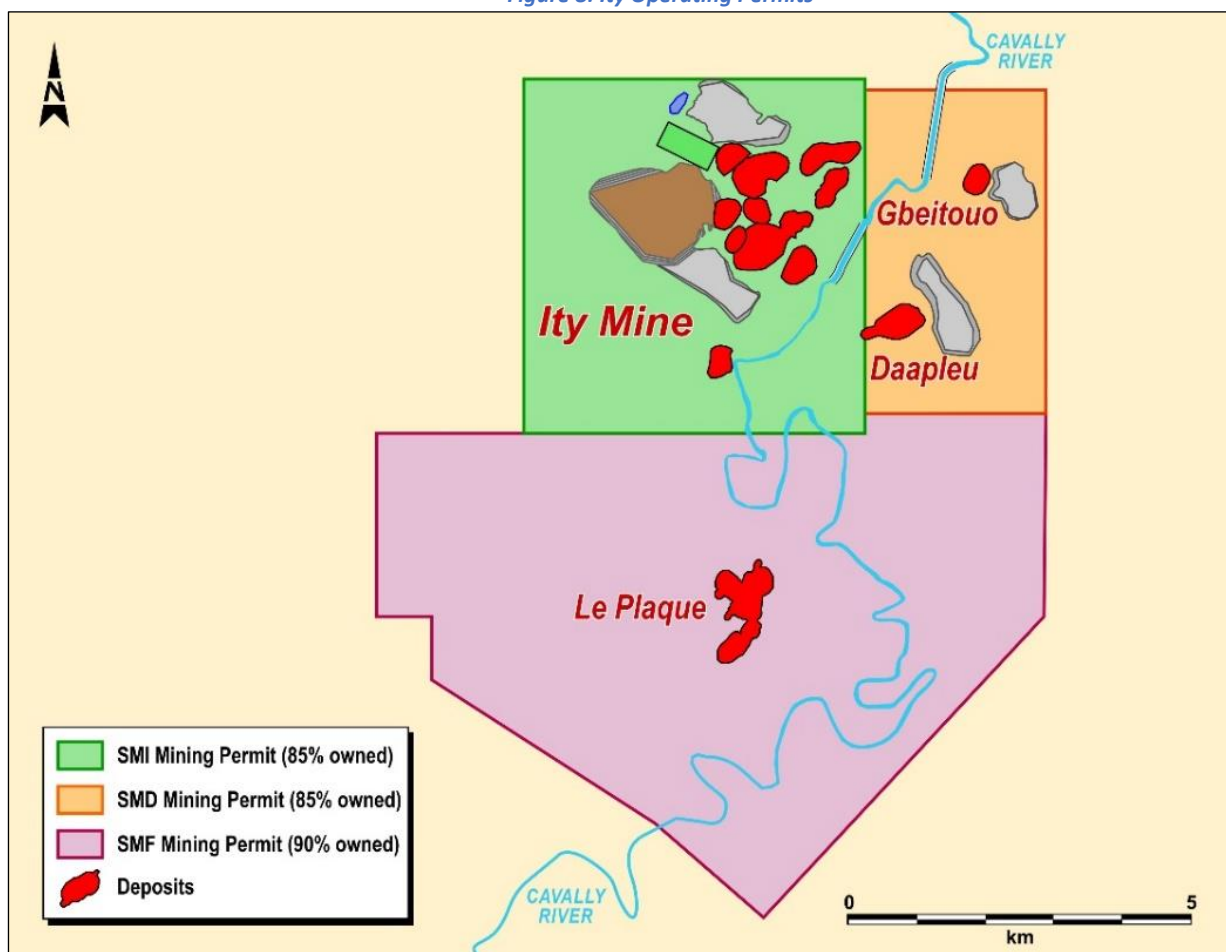 Figure Ity Operating Permits
N
CAVALLY
RIVER
Gbeitouo
Ity Mine
Daapleu
Le Plaque
SMI Mining Permit (85% owned)
SMD Mining Permit (85% owned)
SMF Mining Permit (90% owned)
Deposits
CAVALLY
RIVER
0 5
km